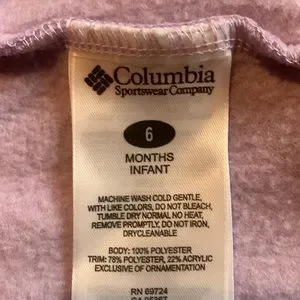 Columbia
Sportswear Company
6
MONTHS
INFANT
MACHINE WASH COLD GENTLE,
WITH LIKE COLORS, DO NOT BLEACH,
TUMBLE DRY NORMAL NO HEAT,
REMOVE PROMPTLY, DO NOT IRON,
DRYCLEANABLE
BODY: 100% POLYESTER
TRIM: 78% POLYESTER, 22% ACRYLIC
EXCLUSIVE OF ORNAMENTATION
RN 69724